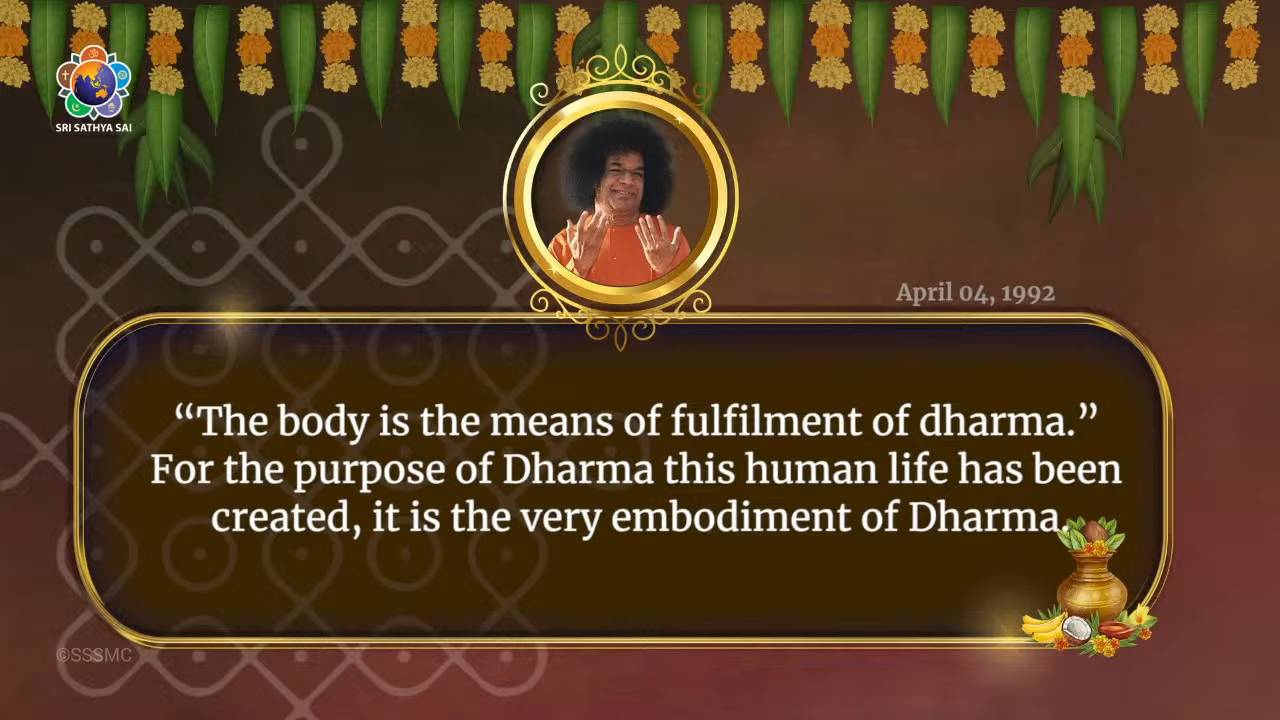 SRI SATHYA SAI
April 04, 1992
“The body is the means of fulfilment of dharma.”
For the purpose of Dharma this human life has been
created, it is the very embodiment of Dharma.
©SSSMC